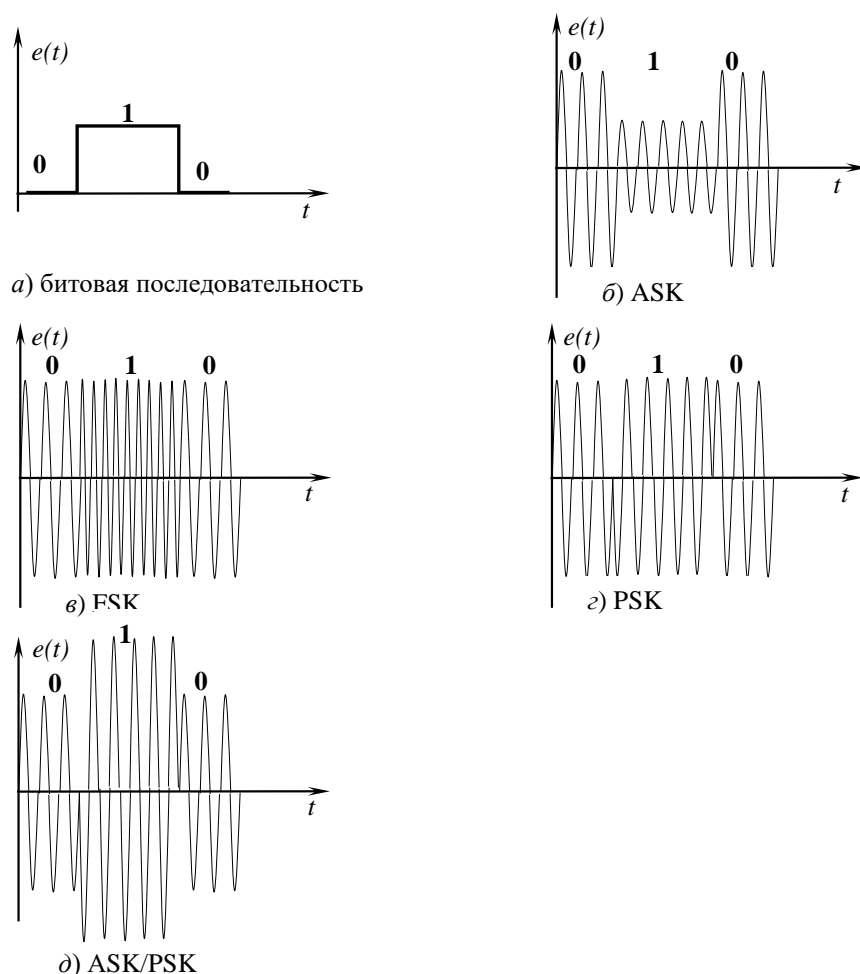 e(t)
1
0
0
t
а) битовая последовательность
0 1 0
t
б) ASK
e(t)
0 1 0
t
в) FSK
e(t)
0 1 0
t
г) PSK
e(t)
1
0
0
t
д) ASK/PSK